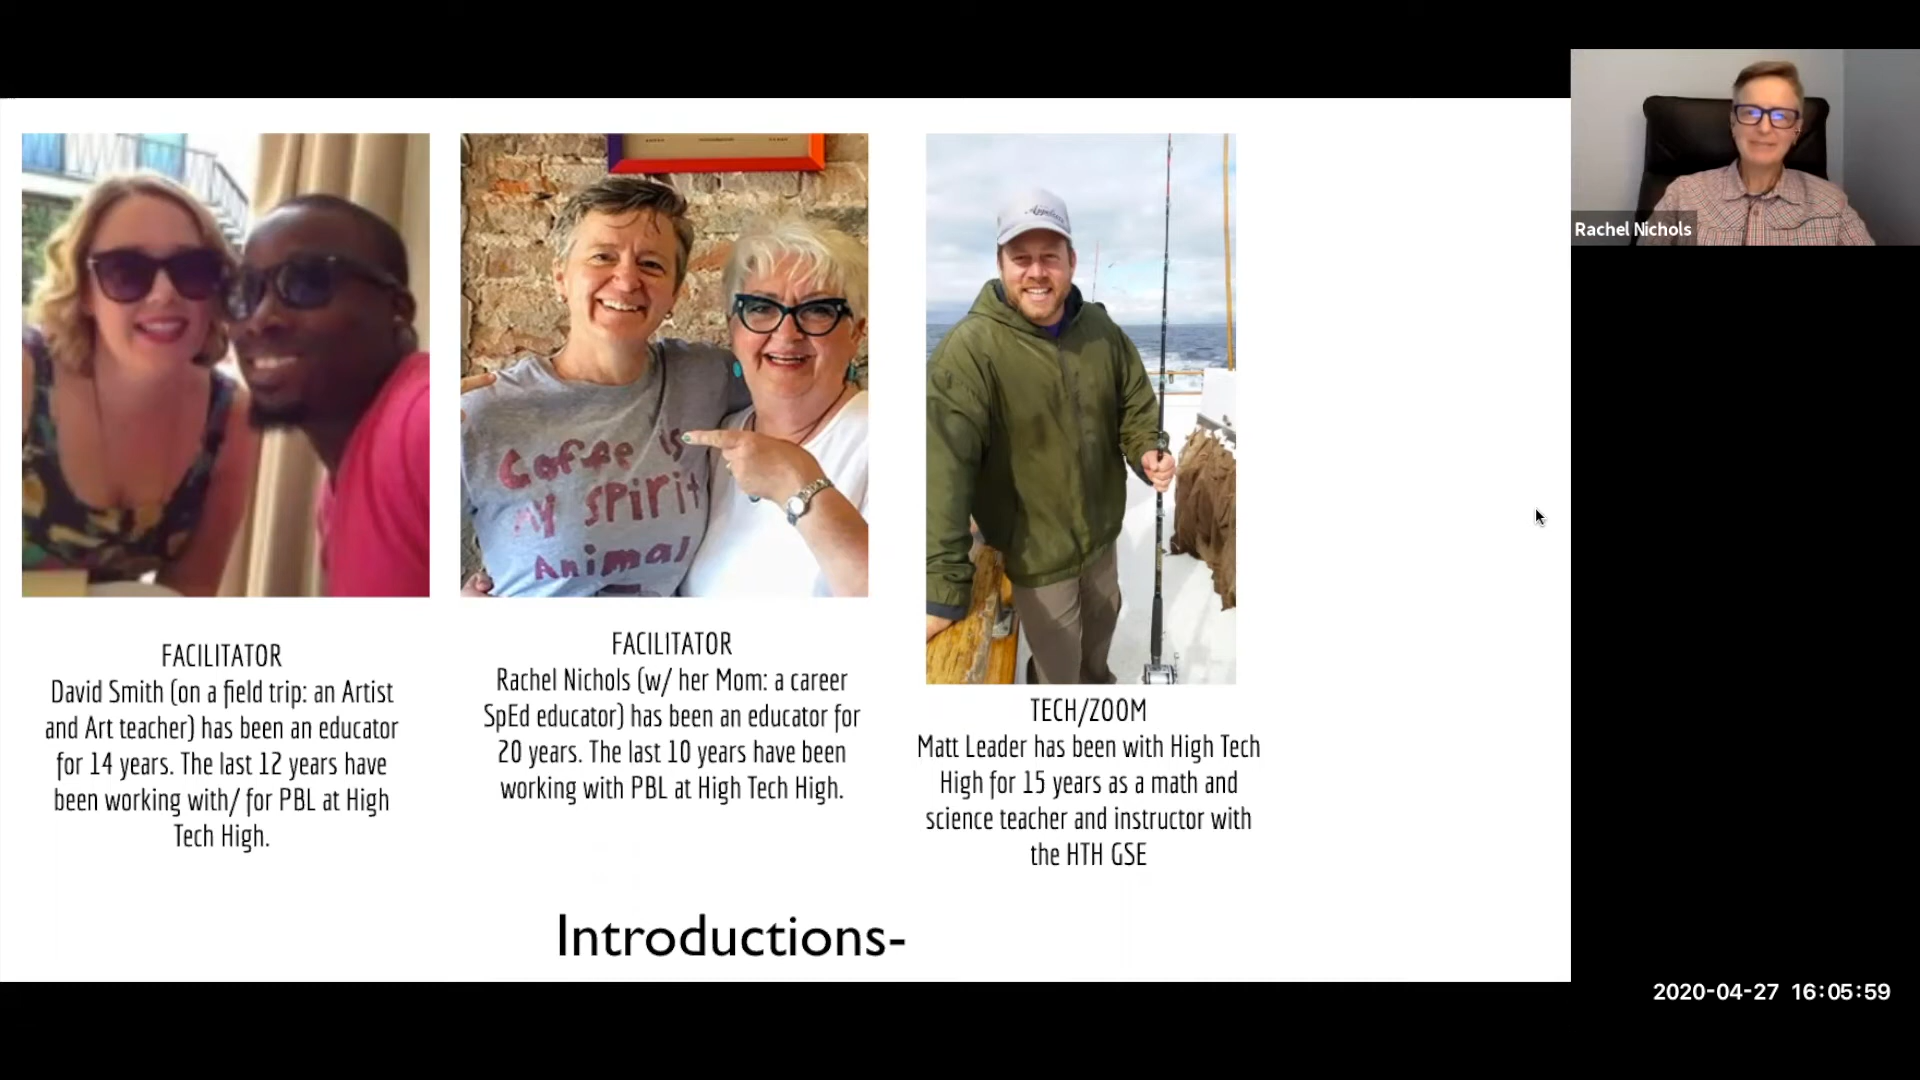 Rachel Nichols
Appleton
Coffee is
my spirit
Animal
FACILITATOR
David Smith (on a field trip: an Artist
and Art teacher) has been an educator
for 14 years. The last 12 years have
been working with/ for PBL at High
Tech High.
FACILITATOR
Rachel Nichols (w/ her Mom: a career
SpEd educator) has been an educator for
20 years. The last 10 years have been
working with PBL at High Tech High.
TECH/ZOOM
Matt Leader has been with High Tech
High for 15 years as a math and
science teacher and instructor with
the HTH GSE
Introductions-
2020-04-27 16:05:59